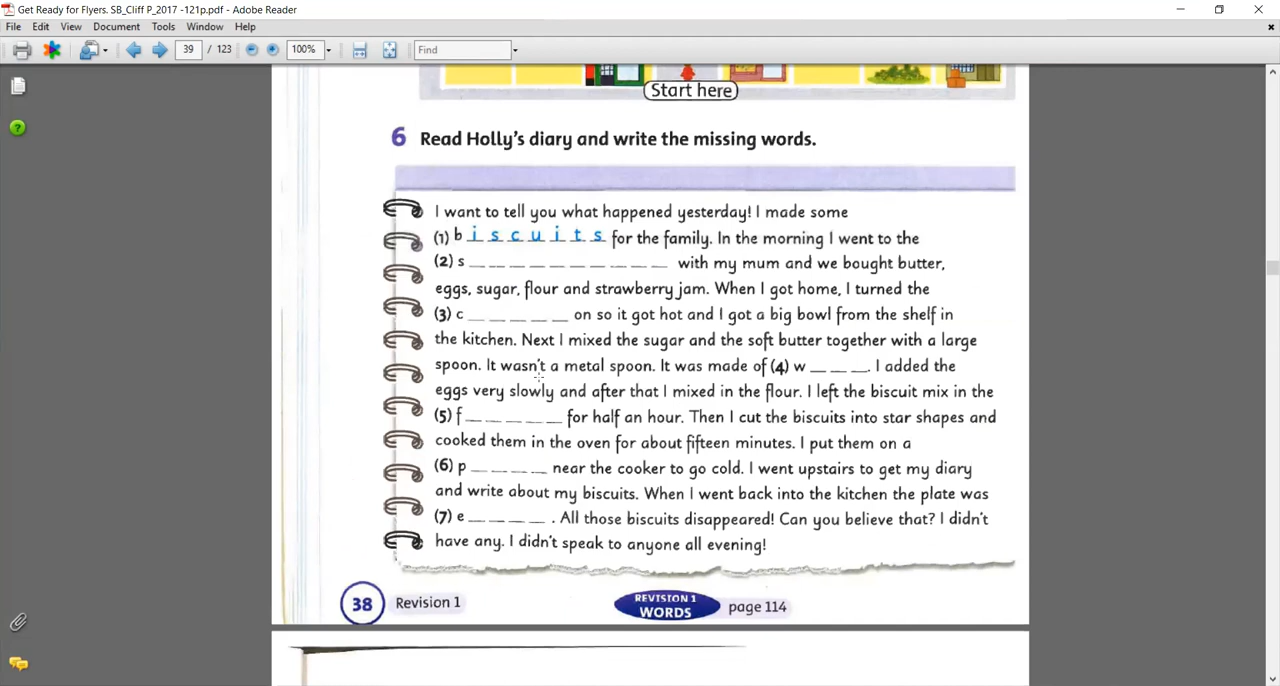 Get Ready for Flyers. SB_Cliff P_2017 -121p.pdf - Adobe Reader
File Edit View Document Tools Window Help
39 / 123 100% Find
Start here
6 Read Holly's diary and write the missing words.
I want to tell you what happened yesterday! I made some
(1) b i s c u i t s for the family. In the morning I went to the
(2) s _ _ _ _ _ _ _ _ _ _ with my mum and we bought butter,
eggs, sugar, flour and strawberry jam. When I got home, I turned the
(3) c _ _ _ _ _ on so it got hot and I got a big bowl from the shelf in
the kitchen. Next I mixed the sugar and the soft butter together with a large
spoon. It wasn't a metal spoon. It was made of (4) w _ _ _. I added the
eggs very slowly and after that I mixed in the flour. I left the biscuit mix in the
(5) f _ _ _ _ _ for half an hour. Then I cut the biscuits into star shapes and
cooked them in the oven for about fifteen minutes. I put them on a
(6) p _ _ _ _ near the cooker to go cold. I went upstairs to get my diary
and write about my biscuits. When I went back into the kitchen the plate was
(7) e _ _ _ _ . All those biscuits disappeared! Can you believe that? I didn't
have any. I didn't speak to anyone all evening!
38 Revision 1 REVISION 1 WORDS page 114